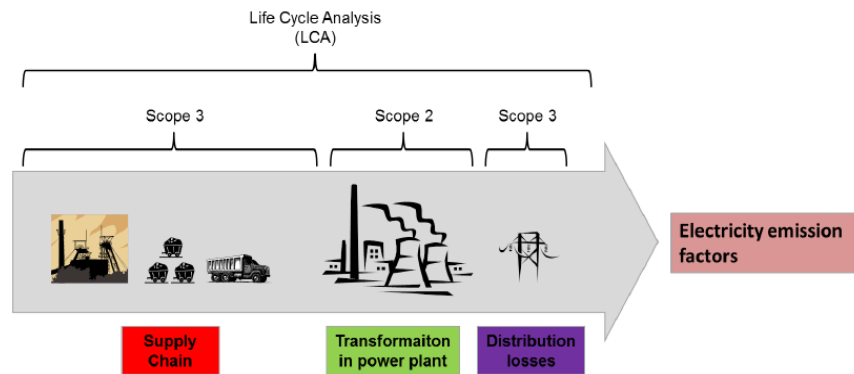 Life Cycle Analysis
(LCA)
Scope 3
Scope 2
Scope 3
Electricity emission
factors
Supply
Chain
Transformaiton
in power plant
Distribution
losses